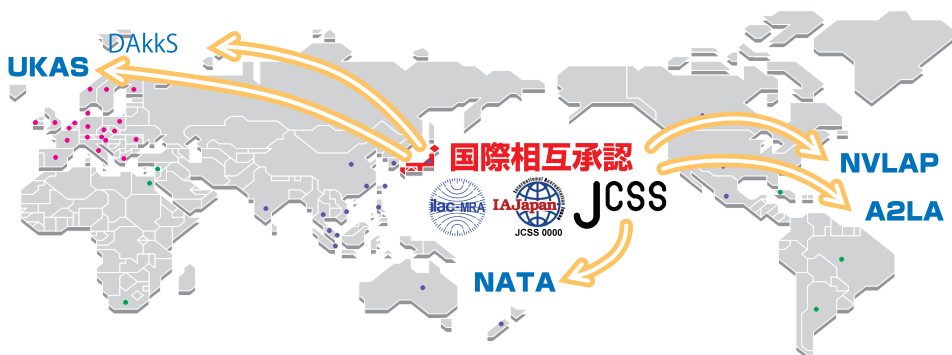 DAkkS
UKAS
国際相互承認
NVLAP
ilac-MRA
International Accreditation Japan
IAJapan
JCSS 0000
JCSS
A2LA
NATA